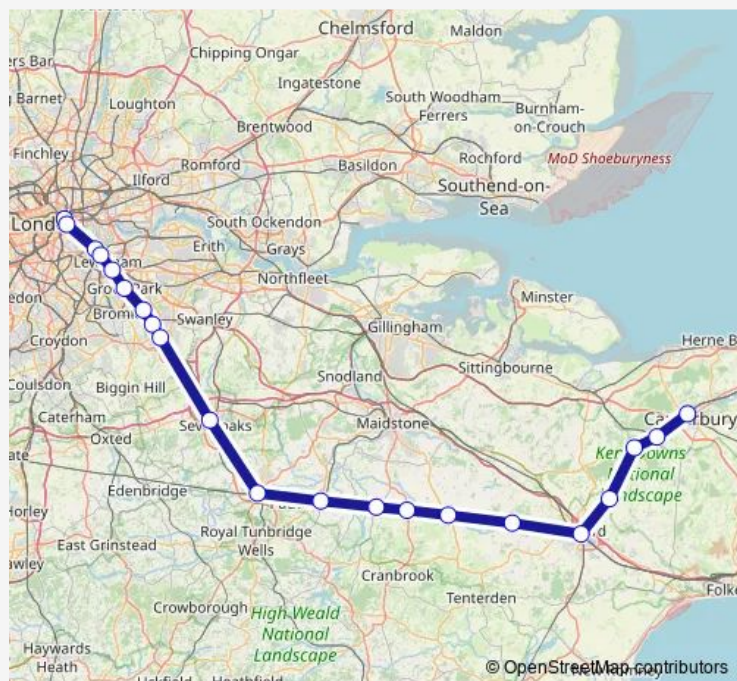 Chelmsford
Maldon
Chipping Ongar
Ingatestone
Loughton
South Woodham
Ferrers
Burnham-
on-Crouch
Brentwood
Finchley
Romford
Basildon
Rochford
MoD Shoeburyness
Ilford
Southend-on-
Sea
South Ockendon
Erith
Grays
Northfleet
Minster
Swanley
Gillingham
Croydon
Herne B
Snodland
Sittingbourne
Coulsdon
Biggin Hill
Caterham
Maidstone
Oxted
National
Edenbridge
Horley
Royal Tunbridge
Wells
East Grinstead
Cranbrook
Folke
Tenterden
Crowborough
High Weald
National
Landscape
Haywards
Heath
© OpenStreetMap contributors